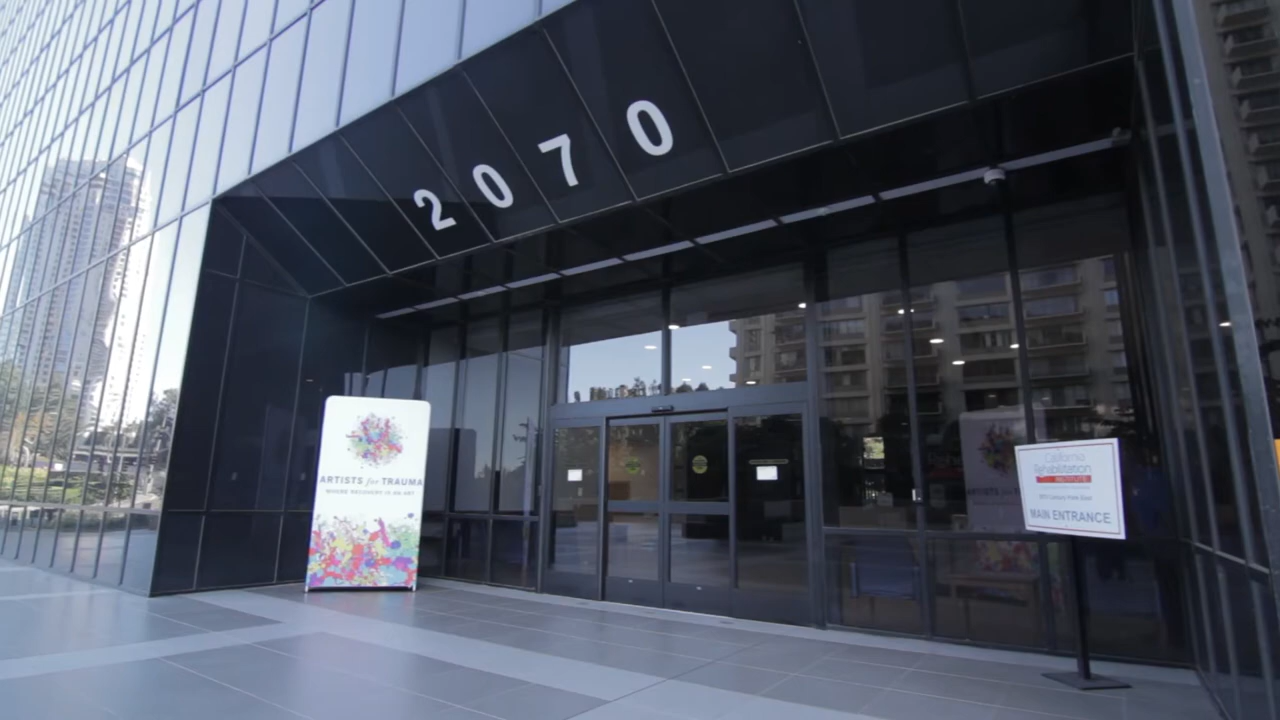 2070
ARTISTS for TRAUMA
WHERE RECOVERY IS AN ART
California
Rehabilitation
INSTITUTE
MAIN ENTRANCE